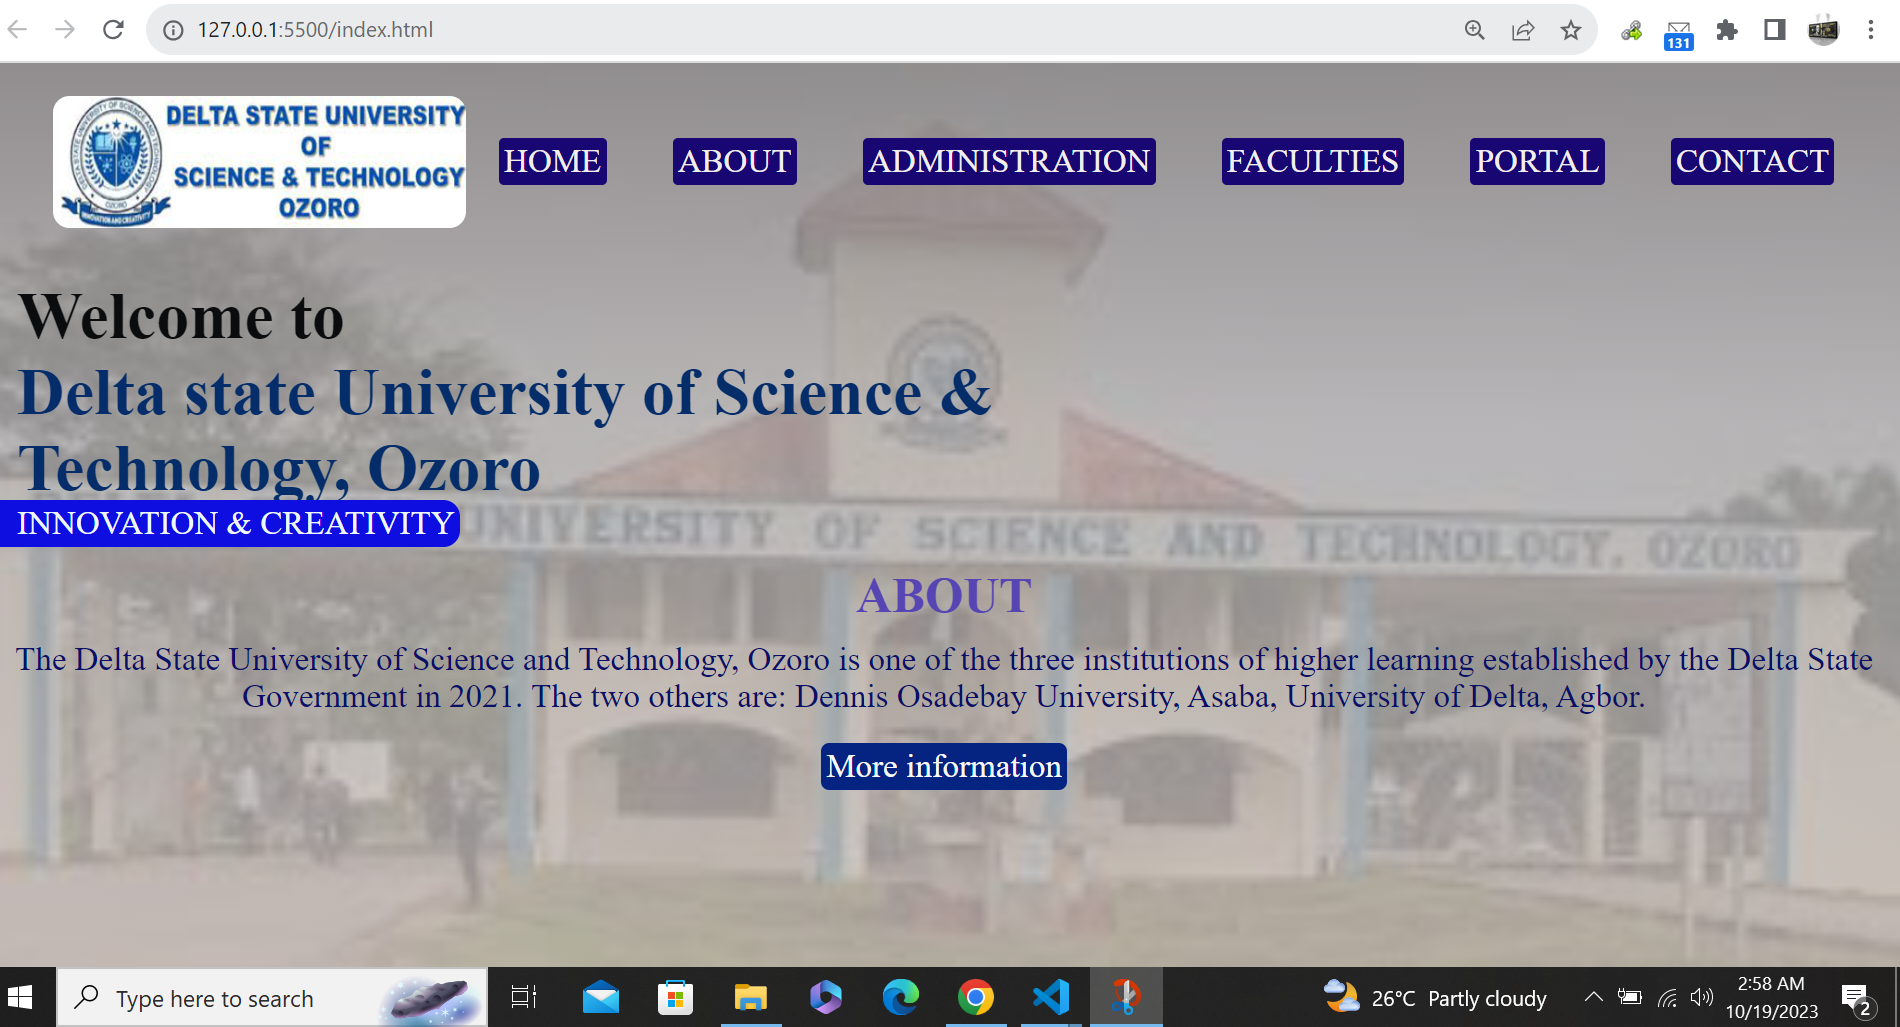 127.0.0.1:5500/index.html
131
DELTA STATE UNIVERSITY
OF
SCIENCE & TECHNOLOGY
OZORO
OZORO
INNOVATION AND CREATIVITY
HOME
ABOUT
ADMINISTRATION
FACULTIES
PORTAL
CONTACT
Welcome to
Delta state University of Science &
Technology, Ozoro
INNOVATION & CREATIVITY
UNIVERSITY OF SCIENCE AND TECHNOLOGY, OZORO
ABOUT
The Delta State University of Science and Technology, Ozoro is one of the three institutions of higher learning established by the Delta State
Government in 2021. The two others are: Dennis Osadebay University, Asaba, University of Delta, Agbor.
More information
Type here to search
26°C Partly cloudy
2:58 AM
10/19/2023
2